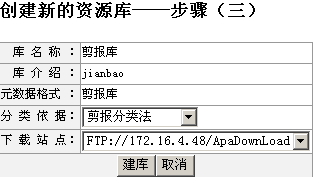 创建新的资源库——步骤（三）
库 名 称 ： 剪报库
库 介 绍 ： jianbao
元数据格式 ： 剪报库
分 类 依 据： 剪报分类法
下 载 站 点： FTP://172.16.4.48/ApaDownLoad
建库 取消